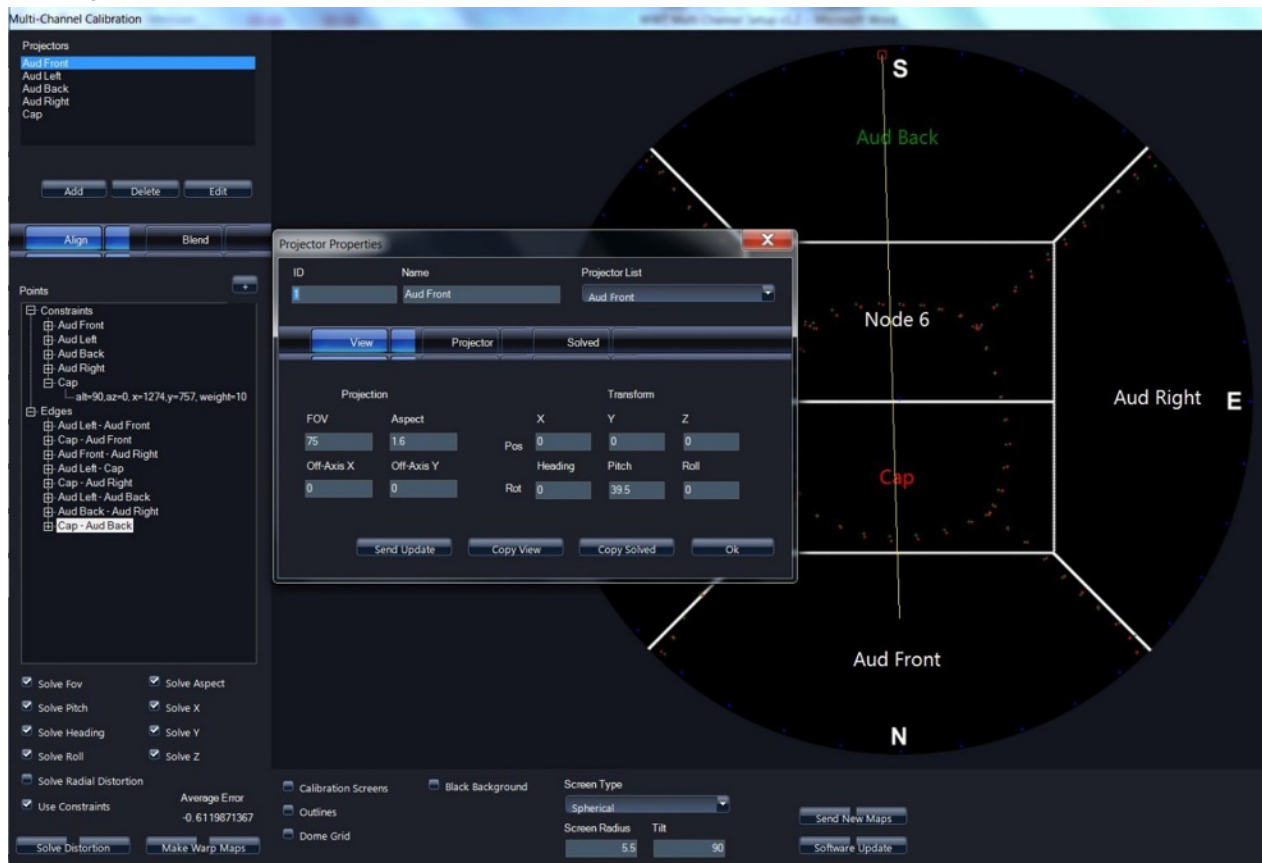 Multi-Channel Calibration
WWT Multi Channel Setup v1.2 - Microsoft Word
Projectors
Aud Front
Aud Left
Aud Back
Aud Right
Cap
Add Delete Edit
Align Blend
Points +
Constraints
Aud Front
Aud Left
Aud Back
Aud Right
Cap
alt=90,az=0, x=1274,y=757, weight=10
Edges
Aud Left - Aud Front
Cap - Aud Front
Aud Front - Aud Right
Aud Left - Cap
Cap - Aud Right
Aud Left - Aud Back
Aud Back - Aud Right
Cap - Aud Back
Solve Fov Solve Aspect
Solve Pitch Solve X
Solve Heading Solve Y
Solve Roll Solve Z
Solve Radial Distortion
Use Constraints Average Error
-0.6119871367
Solve Distortion Make Warp Maps
Projector Properties X
ID Name Projector List
1 Aud Front Aud Front
View Projector Solved
Projection Transform
FOV Aspect X Y Z
75 1.6 Pos 0 0 0
Off-Axis X Off-Axis Y Heading Pitch Roll
0 0 Rot 0 39.5 0
Send Update Copy View Copy Solved Ok
S
Aud Back
Node 6
Aud Right E
Cap
Aud Front
N
Calibration Screens Black Background Screen Type
Outlines Spherical
Dome Grid Screen Radius Tilt
5.5 90
Send New Maps
Software Update